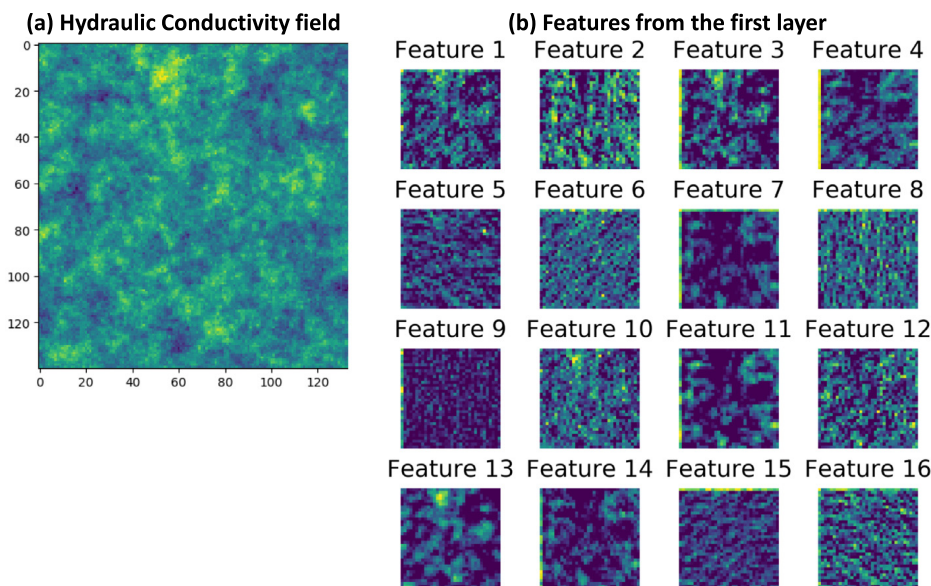 (a) Hydraulic Conductivity field
0
20
40
60
80
100
120
0 20 40 60 80 100 120
(b) Features from the first layer
Feature 1 Feature 2 Feature 3 Feature 4
Feature 5 Feature 6 Feature 7 Feature 8
Feature 9 Feature 10 Feature 11 Feature 12
Feature 13 Feature 14 Feature 15 Feature 16